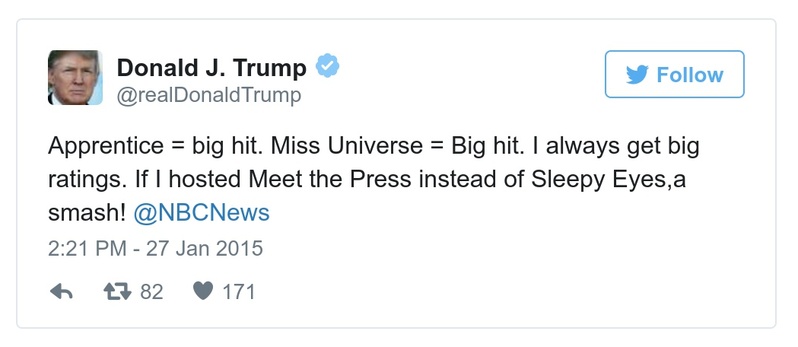 Donald J. Trump
Follow
@realDonaldTrump
Apprentice = big hit. Miss Universe = Big hit. I always get big
ratings. If I hosted Meet the Press instead of Sleepy Eyes,a
smash! @NBCNews
2:21 PM - 27 Jan 2015
82 171